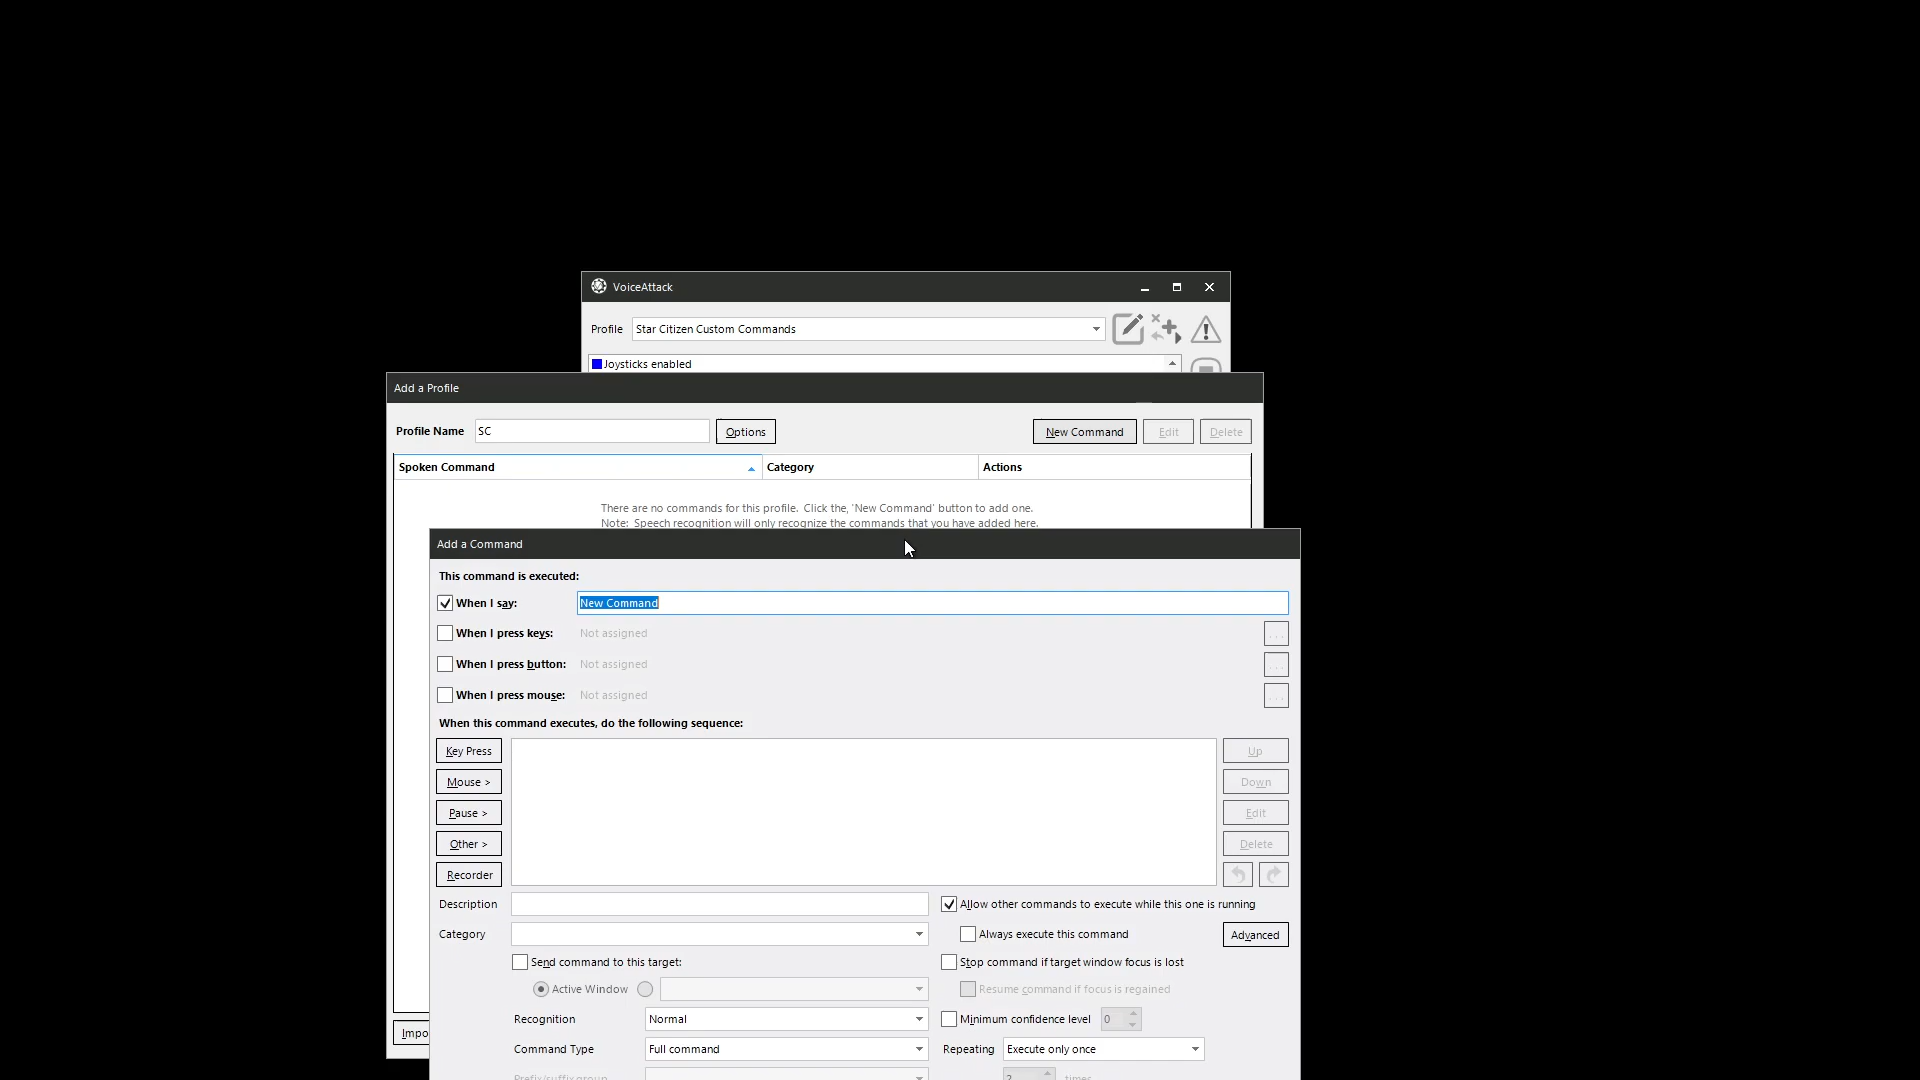 VoiceAttack
Profile Star Citizen Custom Commands
Joysticks enabled
Add a Profile
Profile Name SC Options New Command Edit Delete
Spoken Command Category Actions
There are no commands for this profile. Click the, 'New Command' button to add one.
Note: Speech recognition will only recognize the commands that you have added here.
Add a Command
This command is executed:
When I say: New Command
When I press keys: Not assigned ...
When I press button: Not assigned ...
When I press mouse: Not assigned ...
When this command executes, do the following sequence:
Key Press Up
Mouse > Down
Pause > Edit
Other > Delete
Recorder
Description Allow other commands to execute while this one is running
Category Always execute this command Advanced
Send command to this target: Stop command if target window focus is lost
Active Window Resume command if focus is regained
Recognition Normal Minimum confidence level 0
Impo
Command Type Full command Repeating Execute only once
Prefix/suffix group 2 times